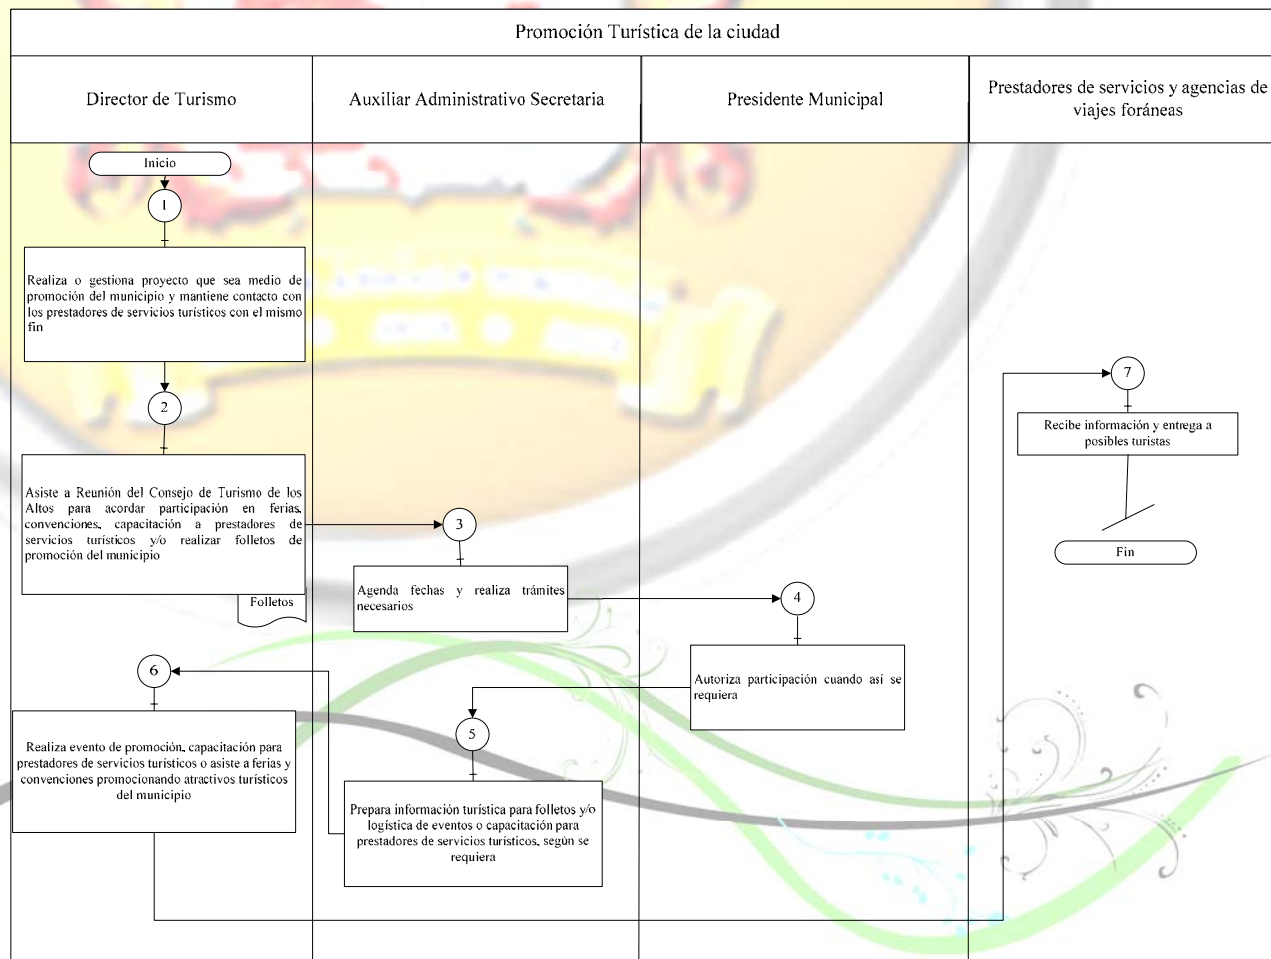 Promoción Turística de la ciudad
Director de Turismo
Auxiliar Administrativo Secretaria
Presidente Municipal
Prestadores de servicios y agencias de
viajes foráneas
Inicio
1
Realiza o gestiona proyecto que sea medio de
promoción del municipio y mantiene contacto con
los prestadores de servicios turísticos con el mismo
fin
2
Asiste a Reunión del Consejo de Turismo de los
Altos para acordar participación en ferias,
convenciones, capacitación a prestadores de
servicios turísticos y/o realizar folletos de
promoción del municipio
Folletos
3
Agenda fechas y realiza trámites
necesarios
4
Autoriza participación cuando así se
requiera
5
Prepara información turística para folletos y/o
logística de eventos o capacitación para
prestadores de servicios turísticos, según se
requiera
6
Realiza evento de promoción, capacitación para
prestadores de servicios turísticos o asiste a ferias y
convenciones promocionando atractivos turísticos
del municipio
7
Recibe información y entrega a
posibles turistas
Fin